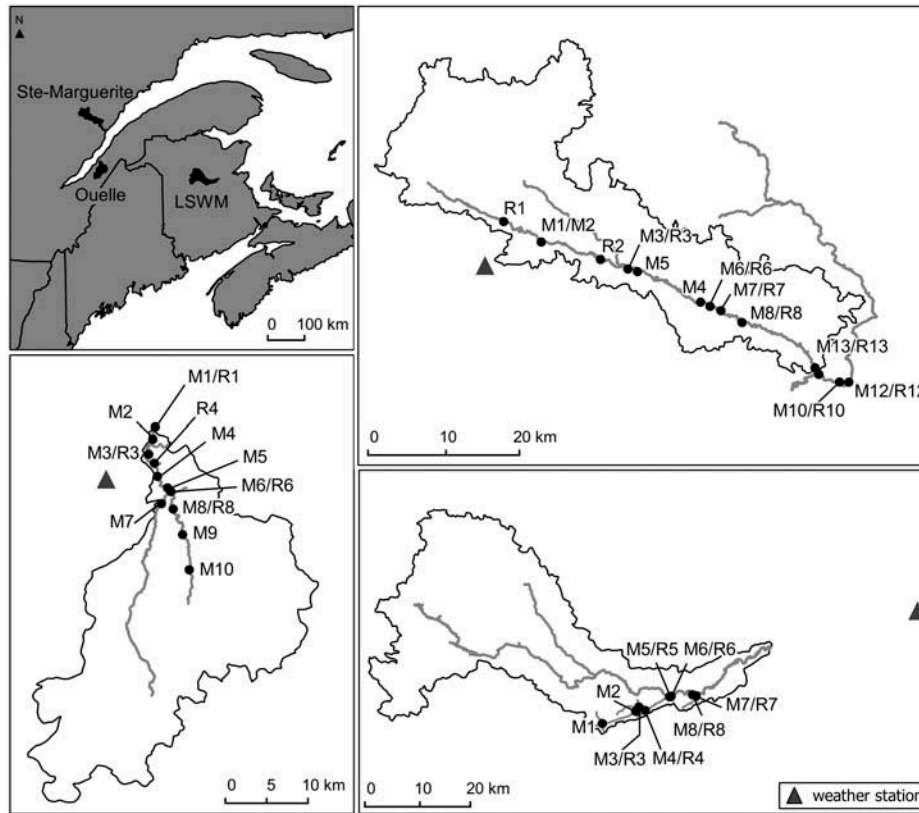 N
Ste-Marguerite
Ouelle
LSWM
0 100 km
R1
M1/M2
R2
M3/R3
M5
M4
M6/R6
M7/R7
M8/R8
M13/R13
M10/R10
M12/R12
0 10 20 km
M1/R1
M2
R4
M3/R3
M4
M5
M6/R6
M7
M8/R8
M9
M10
0 5 10 km
M5/R5 M6/R6
M2
M1
M7/R7
M8/R8
M3/R3
M4/R4
0 10 20 km
weather station